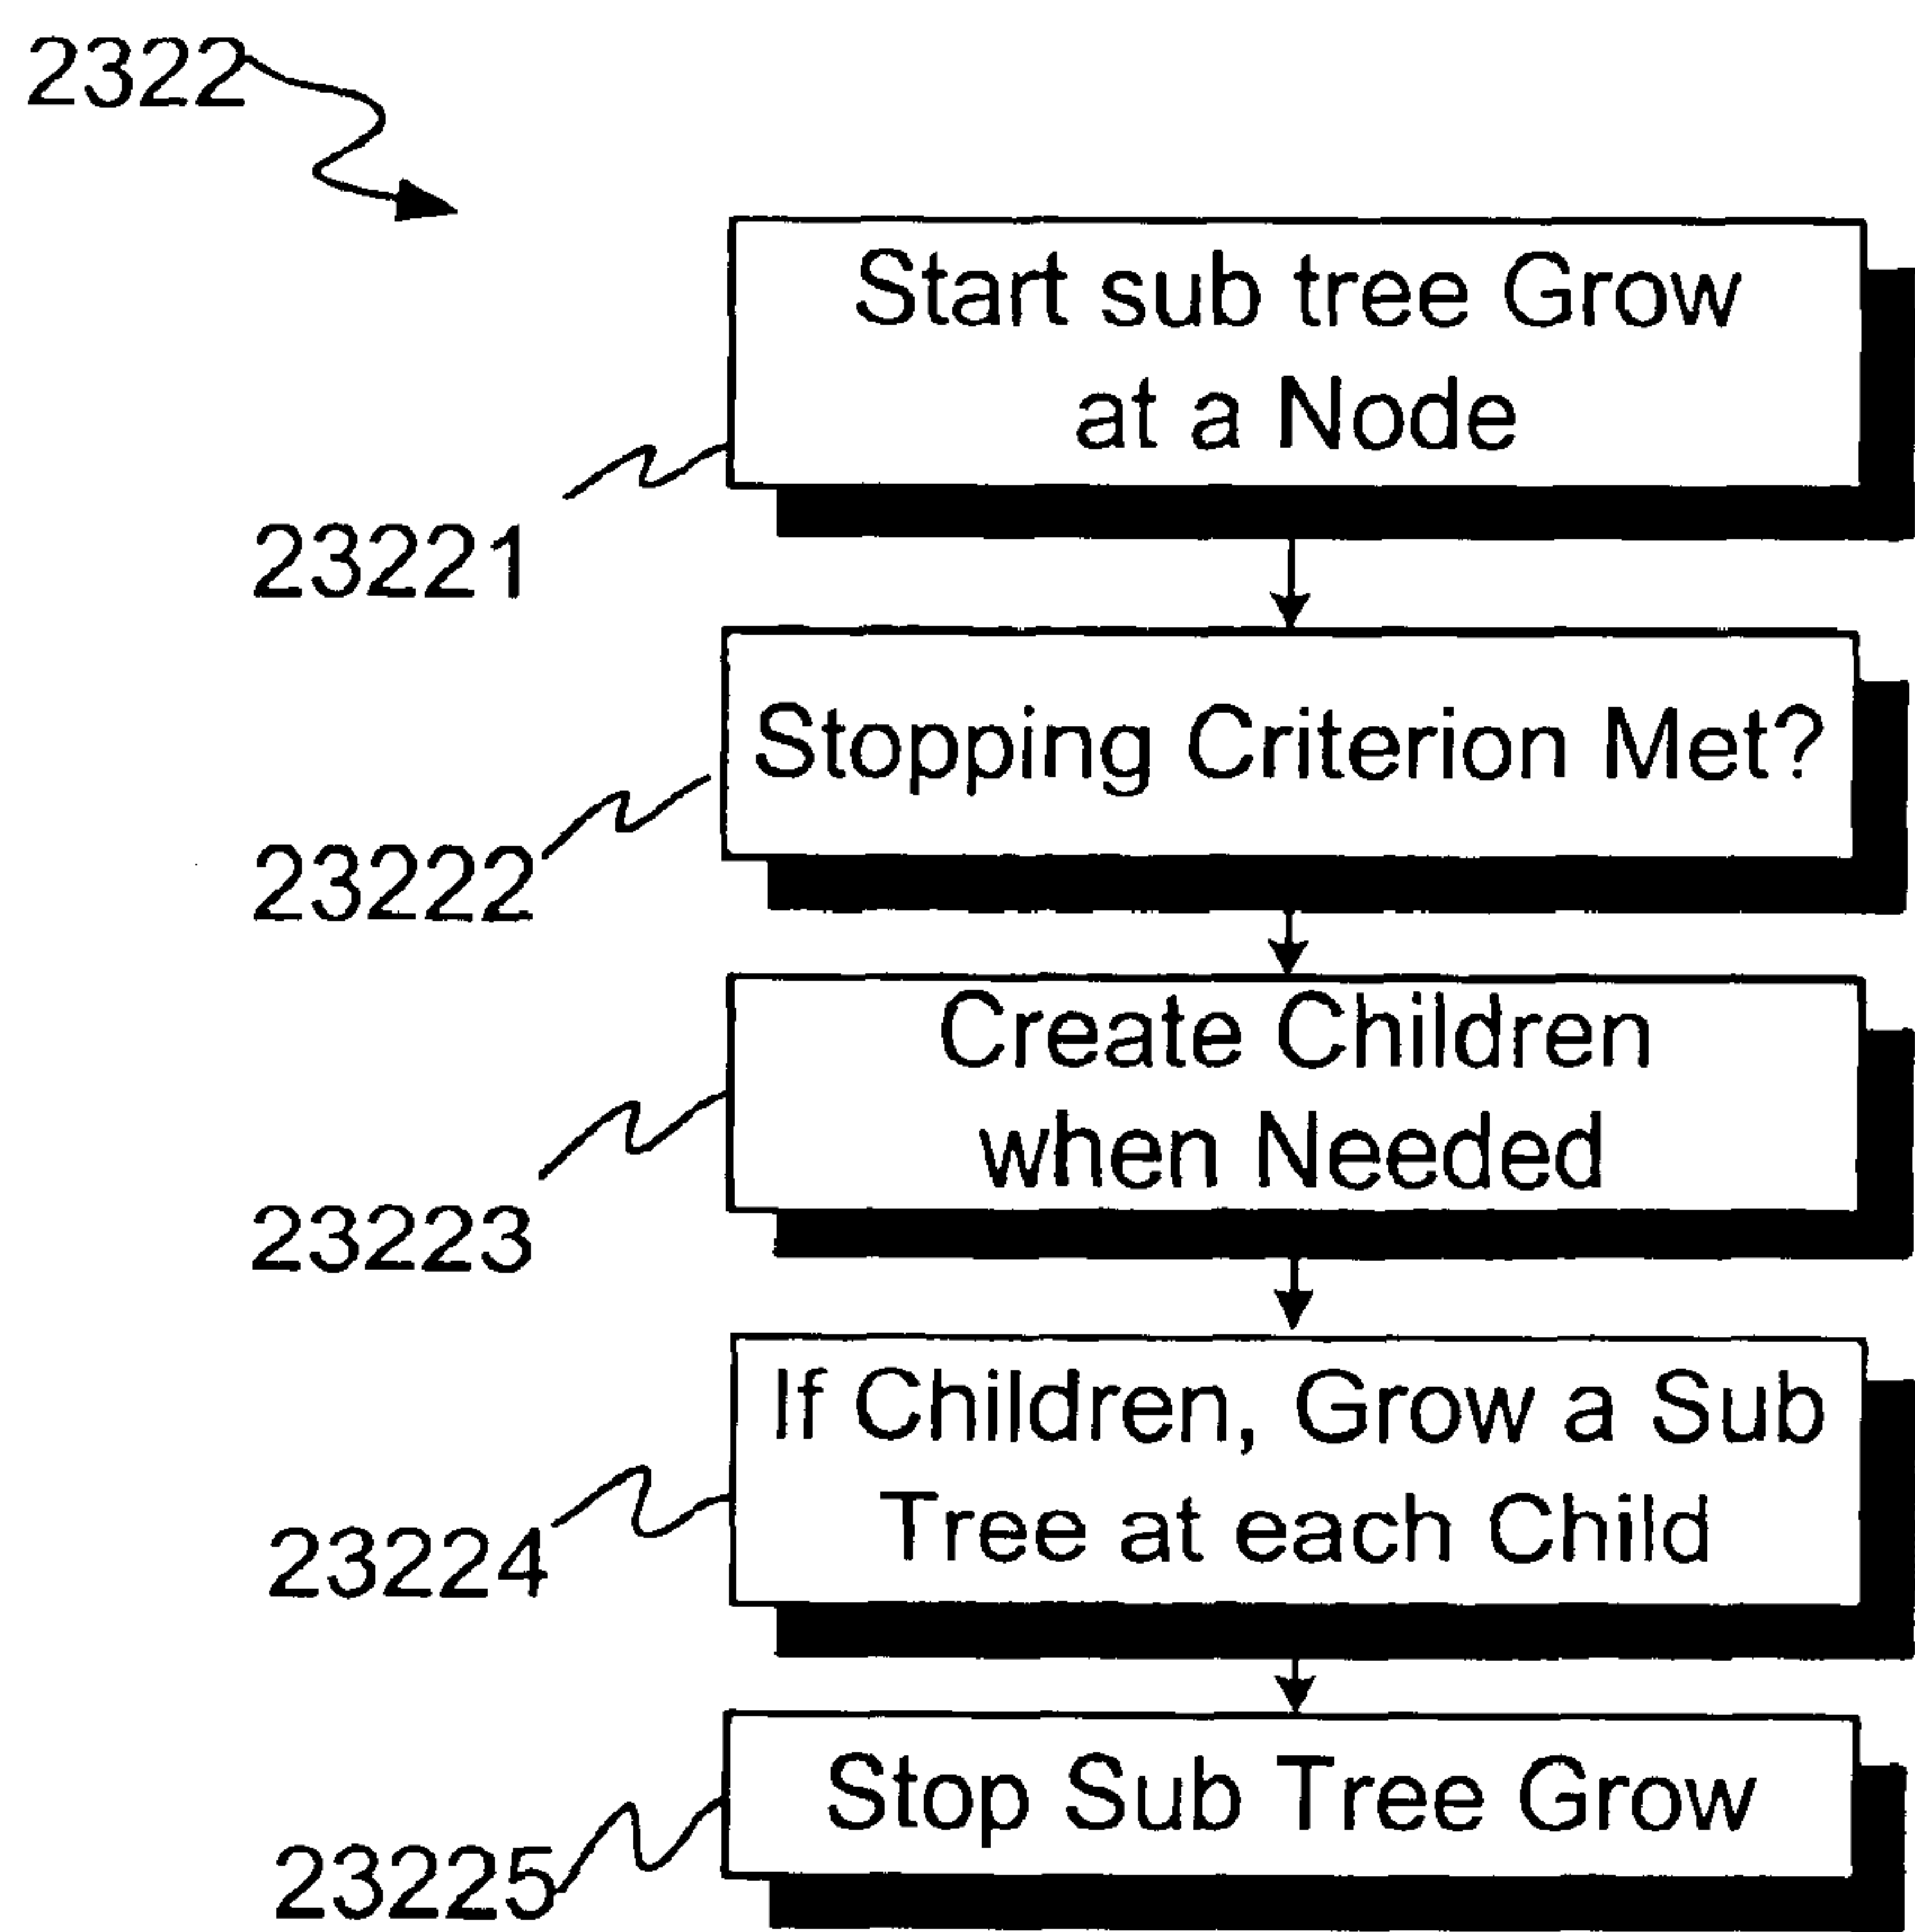 2322
Start sub tree Grow
at a Node
23221
Stopping Criterion Met?
23222
Create Children
when Needed
23223
If Children, Grow a Sub
Tree at each Child
23224
Stop Sub Tree Grow
23225